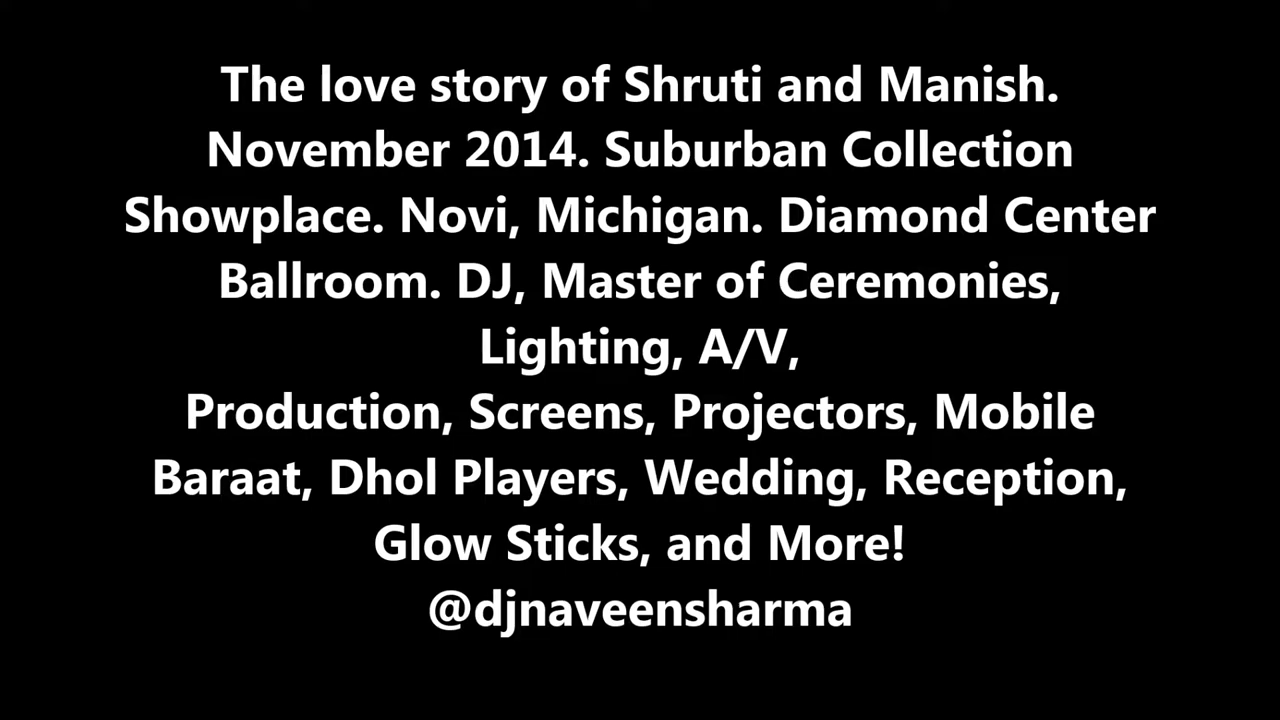 The love story of Shruti and Manish.
November 2014. Suburban Collection
Showplace. Novi, Michigan. Diamond Center
Ballroom. DJ, Master of Ceremonies,
Lighting, A/V,
Production, Screens, Projectors, Mobile
Baraat, Dhol Players, Wedding, Reception,
Glow Sticks, and More!
@djnaveensharma